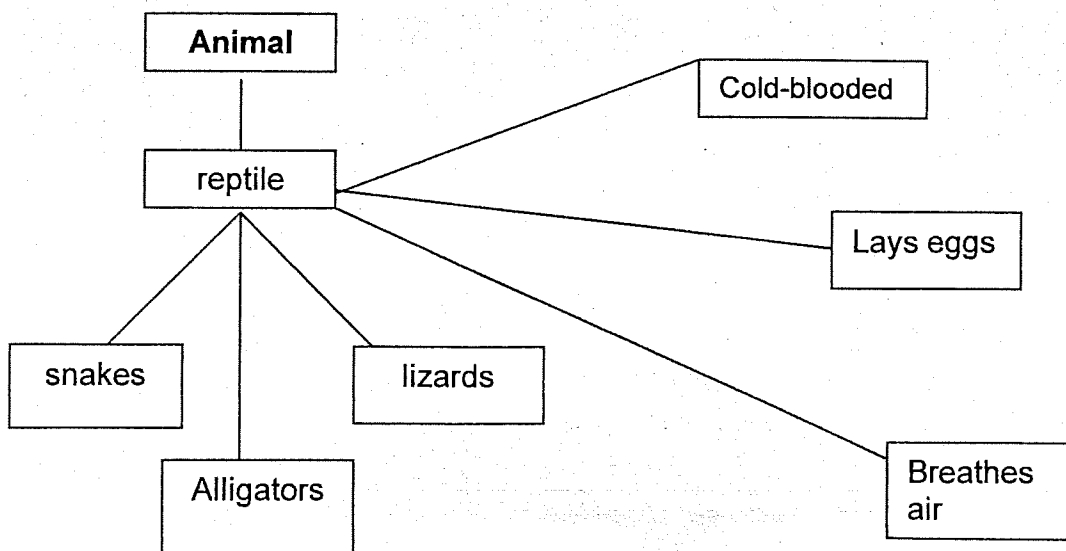 Animal
Cold-blooded
reptile
Lays eggs
snakes
lizards
Alligators
Breathes
air